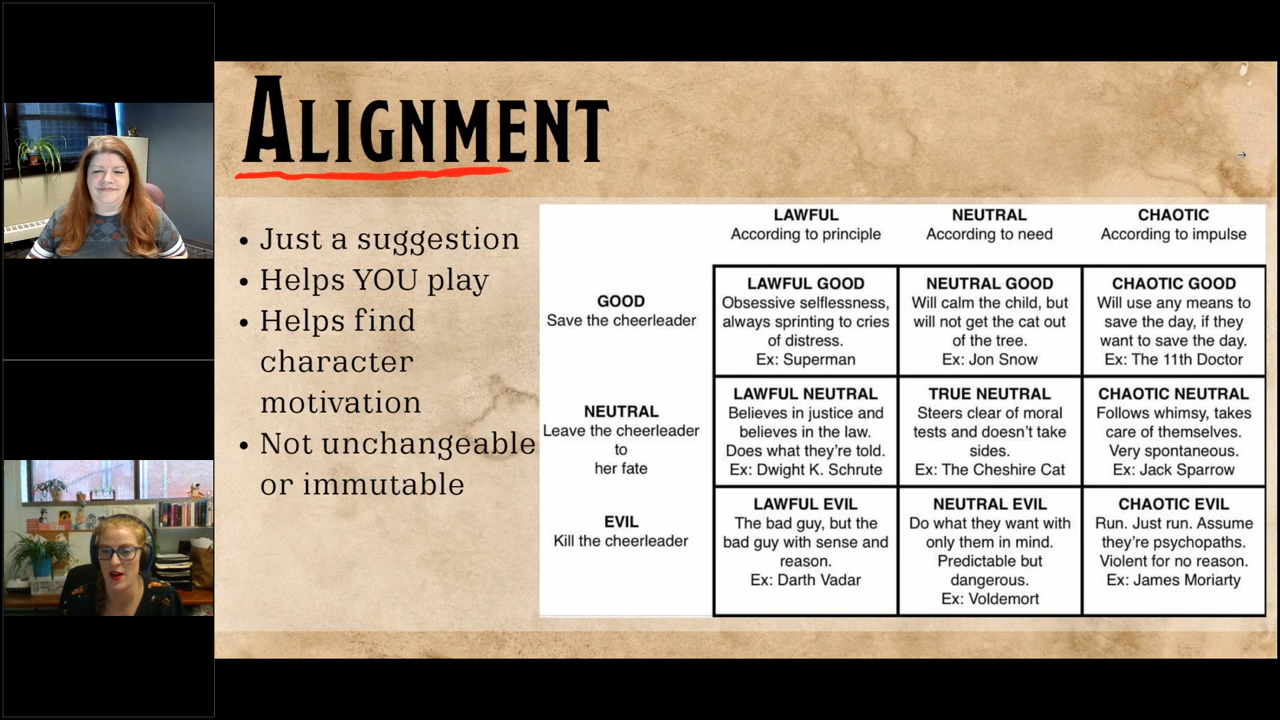 ALIGNMENT
• Just a suggestion
• Helps YOU play
• Helps find
character
motivation
• Not unchangeable
or immutable
LAWFUL
According to principle
NEUTRAL
According to need
CHAOTIC
According to impulse
GOOD
Save the cheerleader
LAWFUL GOOD
Obsessive selflessness,
always sprinting to cries
of distress.
Ex: Superman
NEUTRAL GOOD
Will calm the child, but
will not get the cat out
of the tree.
Ex: Jon Snow
CHAOTIC GOOD
Will use any means to
save the day, if they
want to save the day.
Ex: The 11th Doctor
NEUTRAL
Leave the cheerleader
to
her fate
LAWFUL NEUTRAL
Believes in justice and
believes in the law.
Does what they're told.
Ex: Dwight K. Schrute
TRUE NEUTRAL
Steers clear of moral
tests and doesn't take
sides.
Ex: The Cheshire Cat
CHAOTIC NEUTRAL
Follows whimsy, takes
care of themselves.
Very spontaneous.
Ex: Jack Sparrow
EVIL
Kill the cheerleader
LAWFUL EVIL
The bad guy, but the
bad guy with sense and
reason.
Ex: Darth Vadar
NEUTRAL EVIL
Do what they want with
only them in mind.
Predictable but
dangerous.
Ex: Voldemort
CHAOTIC EVIL
Run. Just run. Assume
they're psychopaths.
Violent for no reason.
Ex: James Moriarty